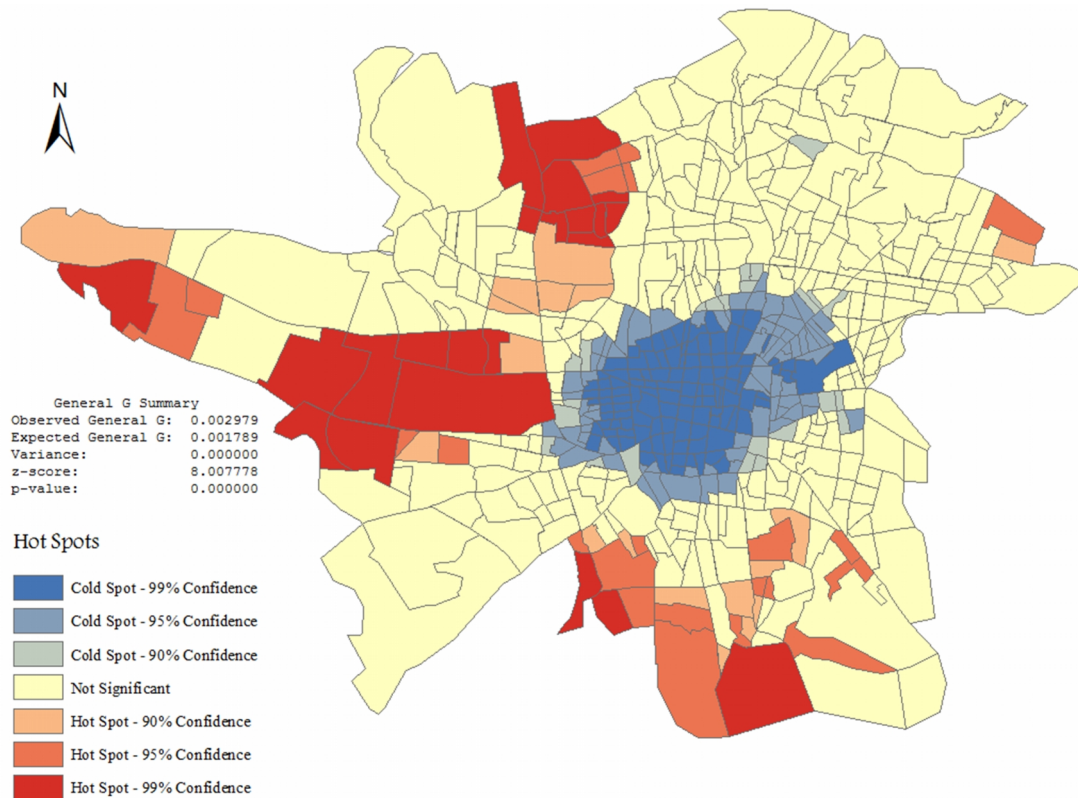 N
General G Summary
Observed General G: 0.002979
Expected General G: 0.001789
Variance: 0.000000
z-score: 8.007778
p-value: 0.000000
Hot Spots
Cold Spot - 99% Confidence
Cold Spot - 95% Confidence
Cold Spot - 90% Confidence
Not Significant
Hot Spot - 90% Confidence
Hot Spot - 95% Confidence
Hot Spot - 99% Confidence